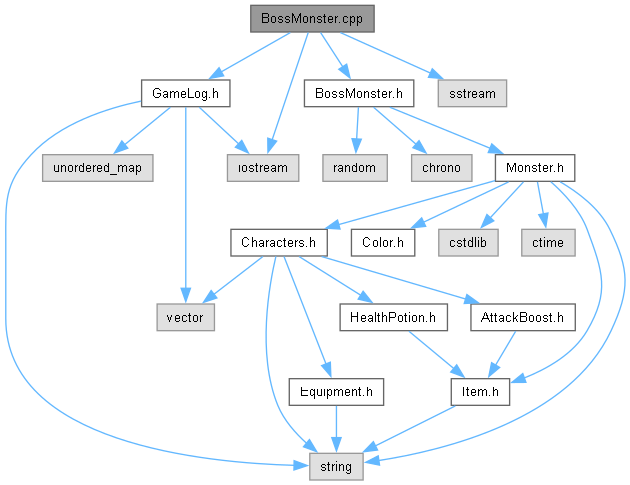 BossMonster.cpp
GameLog.h
BossMonster.h
sstream
unordered_map
iostream
random
chrono
Monster.h
Characters.h
Color.h
cstdlib
ctime
vector
HealthPotion.h
AttackBoost.h
Equipment.h
Item.h
string